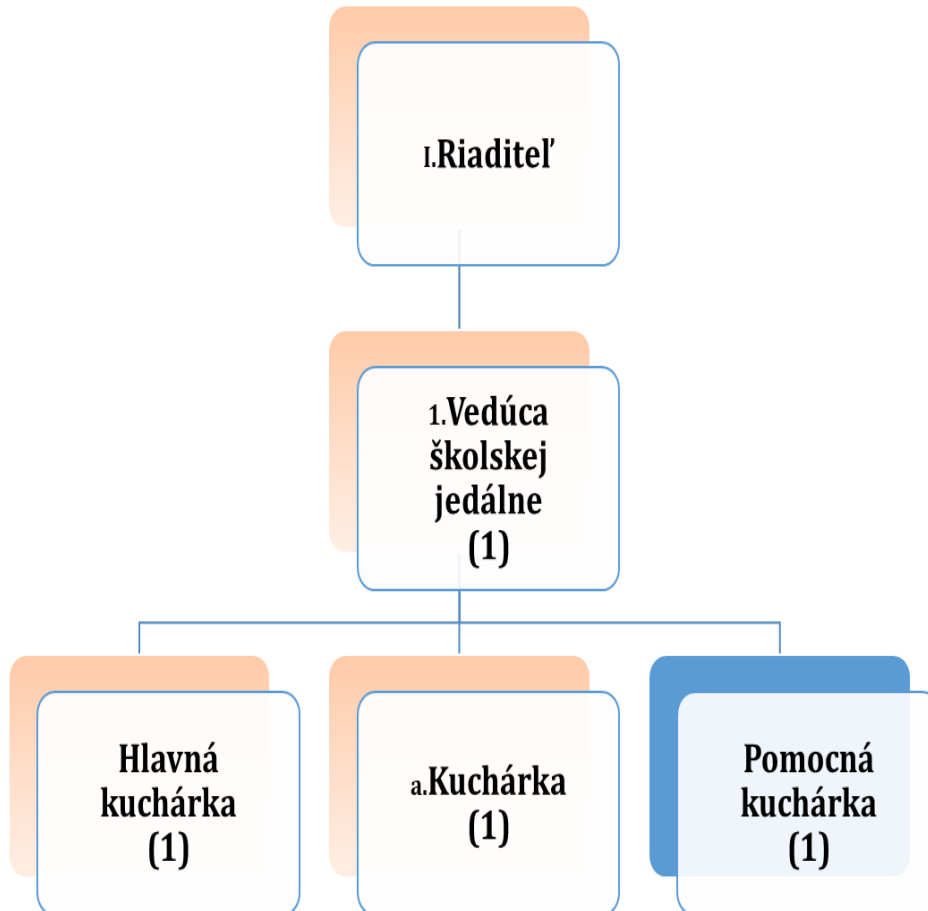 I.Riaditeľ
1.Vedúca
školskej
jedálne
(1)
Hlavná
kuchárka
(1)
a.Kuchárka
(1)
Pomocná
kuchárka
(1)